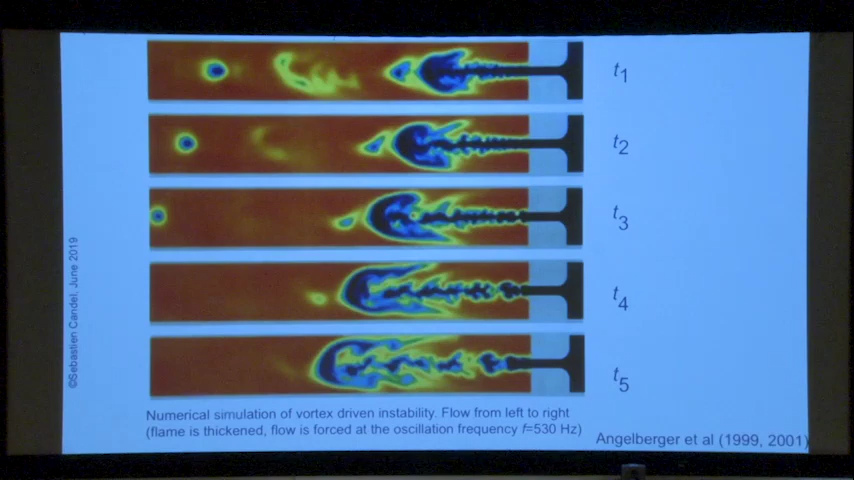 t1
t2
t3
t4
t5
©Sebastien Candel, June 2019
Numerical simulation of vortex driven instability. Flow from left to right
(flame is thickened, flow is forced at the oscillation frequency f=530 Hz)
Angelberger et al (1999, 2001)